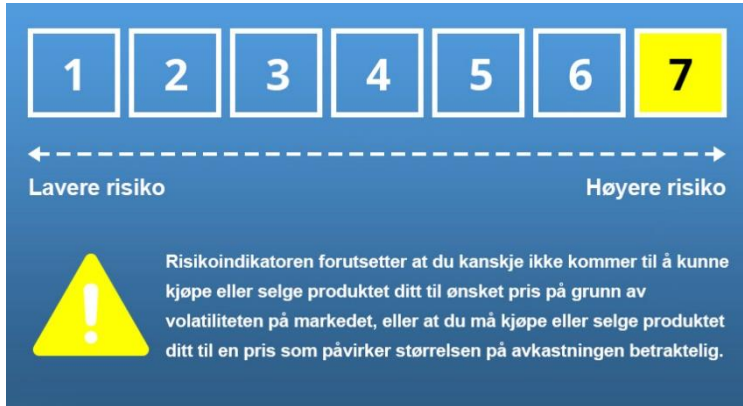 1 2 3 4 5 6 7
Lavere risiko Høyere risiko
!
Risikoindikatoren forutsetter at du kanskje ikke kommer til å kunne
kjøpe eller selge produktet ditt til ønsket pris på grunn av
volatiliteten på markedet, eller at du må kjøpe eller selge produktet
ditt til en pris som påvirker størrelsen på avkastningen betraktelig.